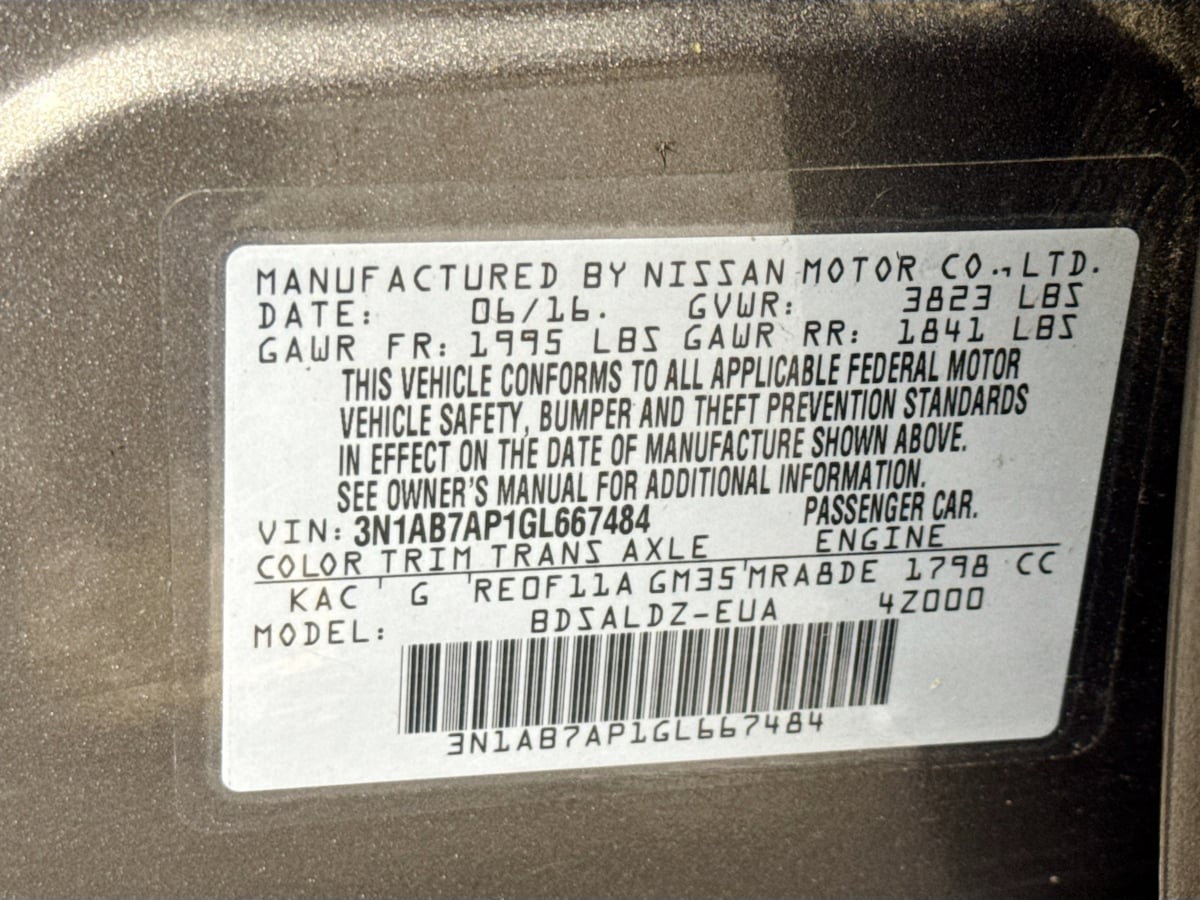 MANUFACTURED BY NISSAN MOTOR CO., LTD.
DATE: 06/16. GVWR: 3823 LBS
GAWR FR: 1995 LBS GAWR RR: 1841 LBS
THIS VEHICLE CONFORMS TO ALL APPLICABLE FEDERAL MOTOR
VEHICLE SAFETY, BUMPER AND THEFT PREVENTION STANDARDS
IN EFFECT ON THE DATE OF MANUFACTURE SHOWN ABOVE.
SEE OWNER'S MANUAL FOR ADDITIONAL INFORMATION.
VIN: 3N1AB7AP1GL667484 PASSENGER CAR.
COLOR TRIM TRANS AXLE ENGINE
KAC ' G 'RE0F11A GM35'MRA8DE 1798 CC
MODEL: BDSALDZ-EUA 4Z000
3N1AB7AP1GL667484